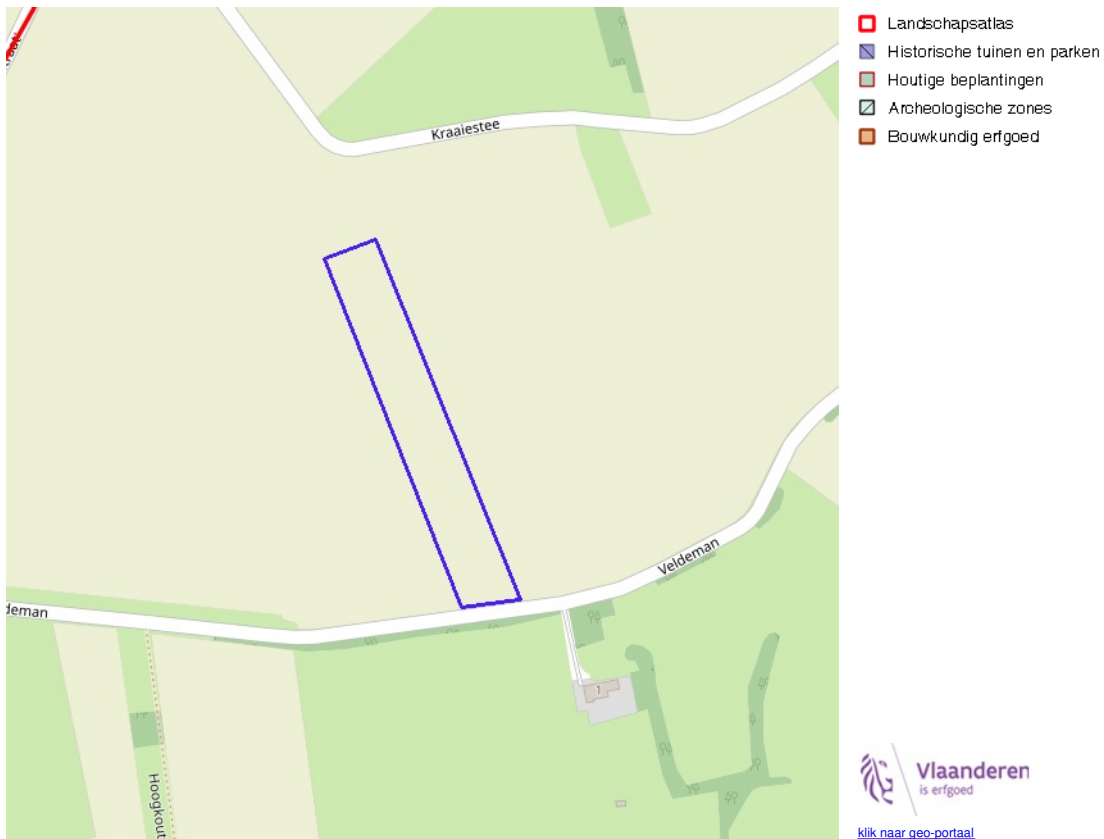 Landschapsatlas
Historische tuinen en parken
Houtige beplantingen
Archeologische zones
Bouwkundig erfgoed
Kraaiestee
Veldeman
deman
1
Hoogkout
Vlaanderen
is erfgoed
klik naar geo-portaal